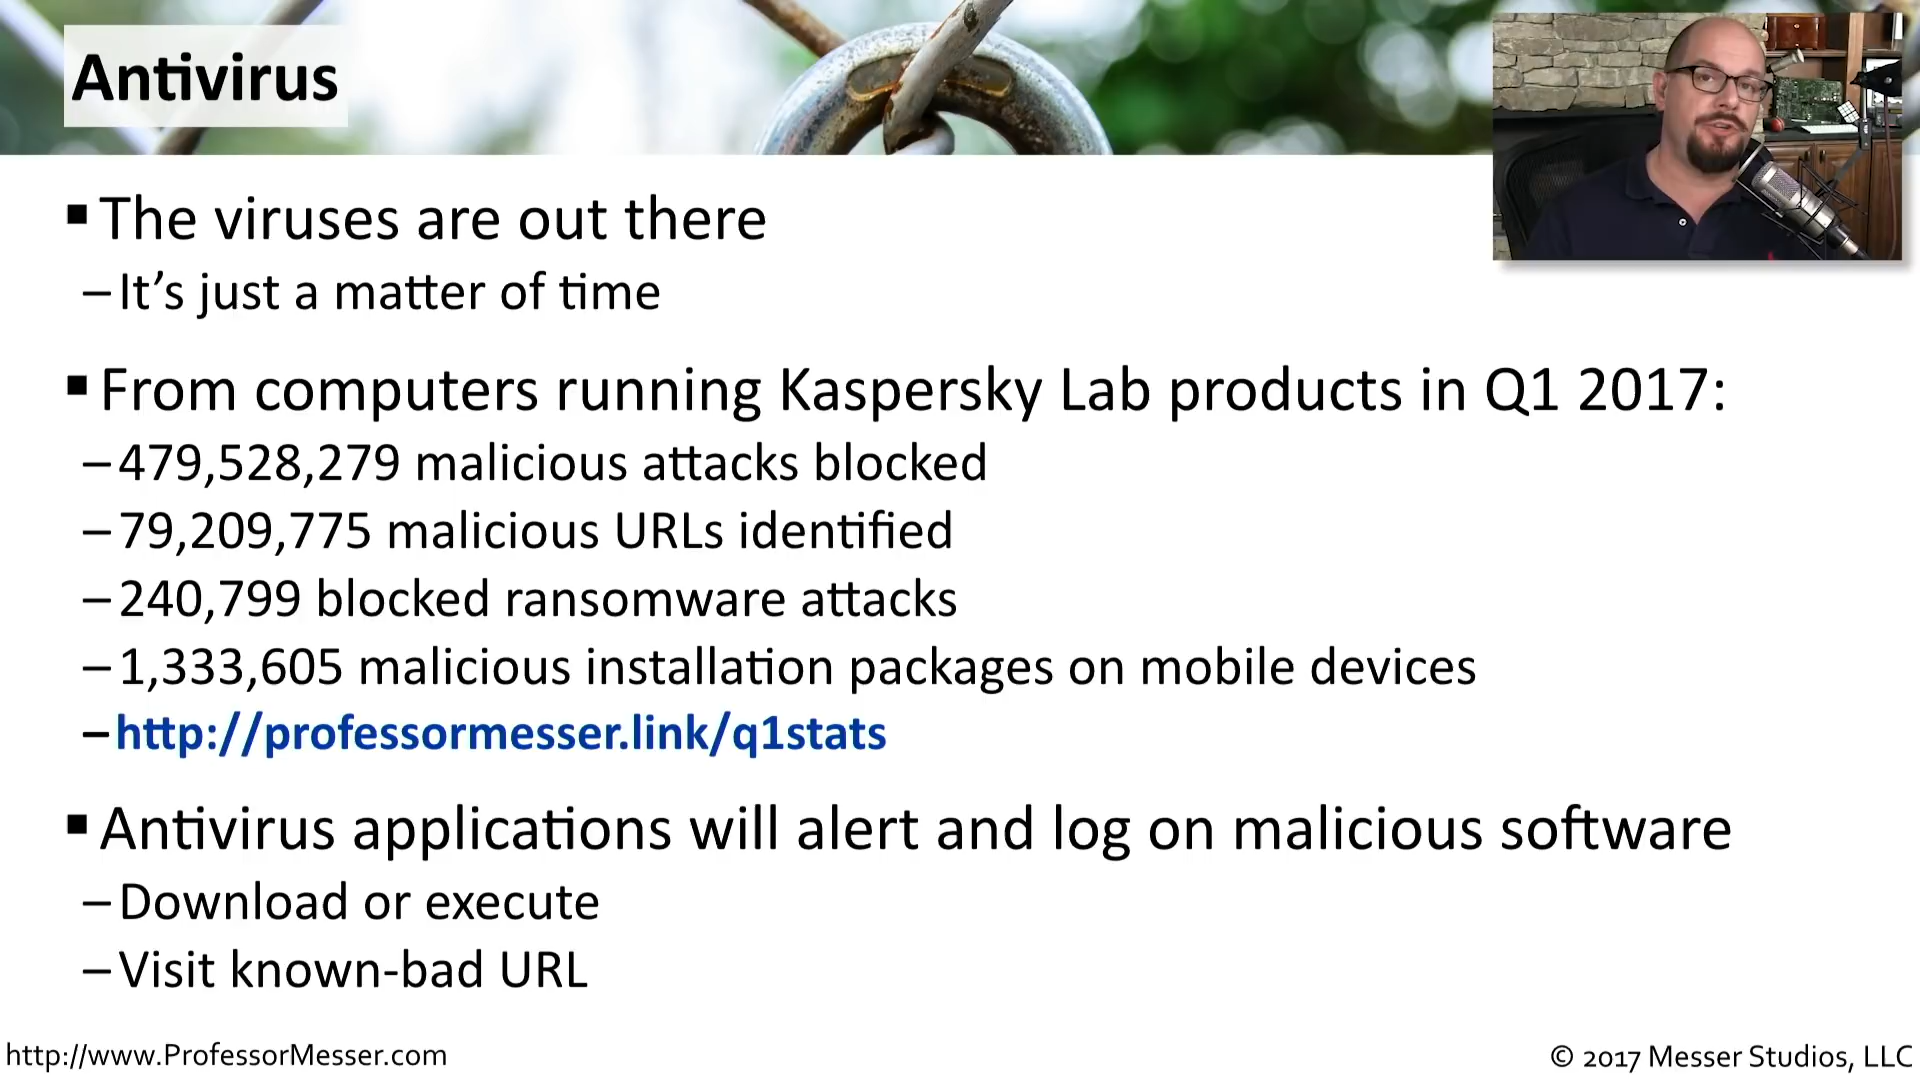 Antivirus
▪ The viruses are out there
– It’s just a matter of time
▪ From computers running Kaspersky Lab products in Q1 2017:
– 479,528,279 malicious attacks blocked
– 79,209,775 malicious URLs identified
– 240,799 blocked ransomware attacks
– 1,333,605 malicious installation packages on mobile devices
– http://professormesser.link/q1stats
▪ Antivirus applications will alert and log on malicious software
– Download or execute
– Visit known-bad URL
http://www.ProfessorMesser.com
© 2017 Messer Studios, LLC